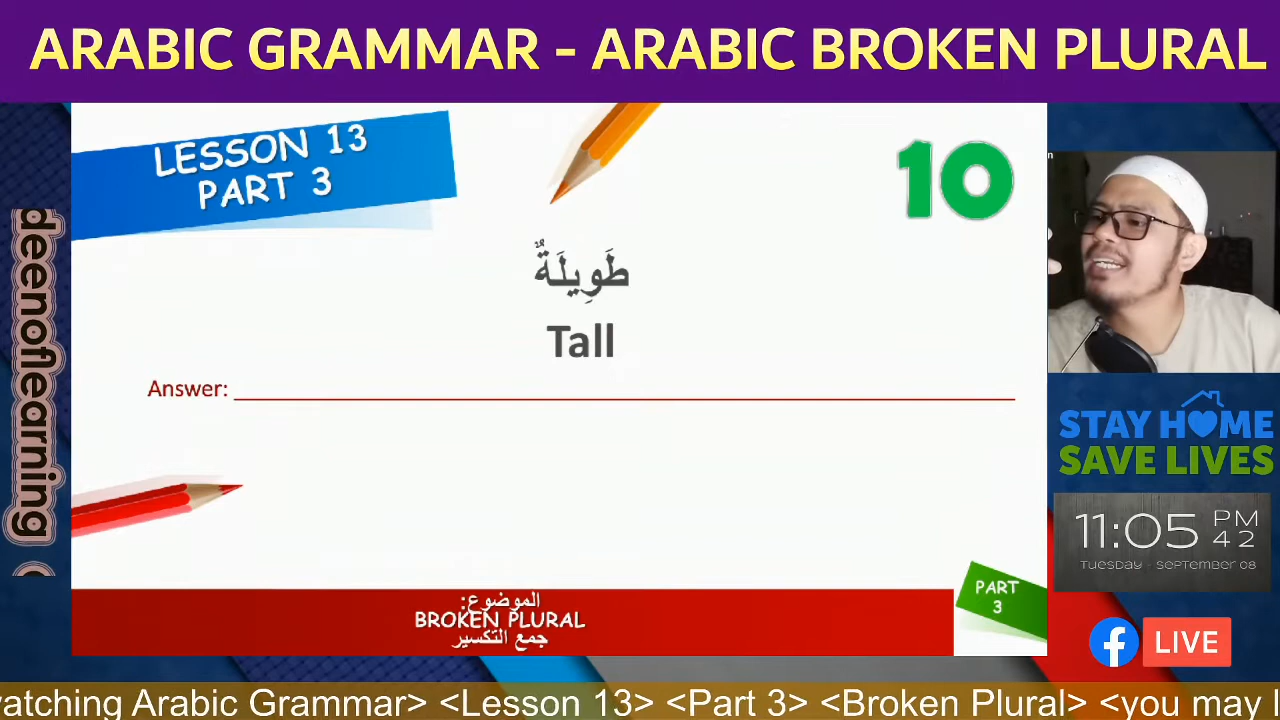 ARABIC GRAMMAR - ARABIC BROKEN PLURAL
LESSON 13
PART 3
10
طَوِيلَةٌ
Tall
Answer:
deenoflearning
STAY HOME
SAVE LIVES
11:05 PM
42
TUESDAY - SEPTEMBER 08
PART
3
الموضوع:
BROKEN PLURAL
جمع التكسير
LIVE
watching Arabic Grammar> <Lesson 13> <Part 3> <Broken Plural> <you may